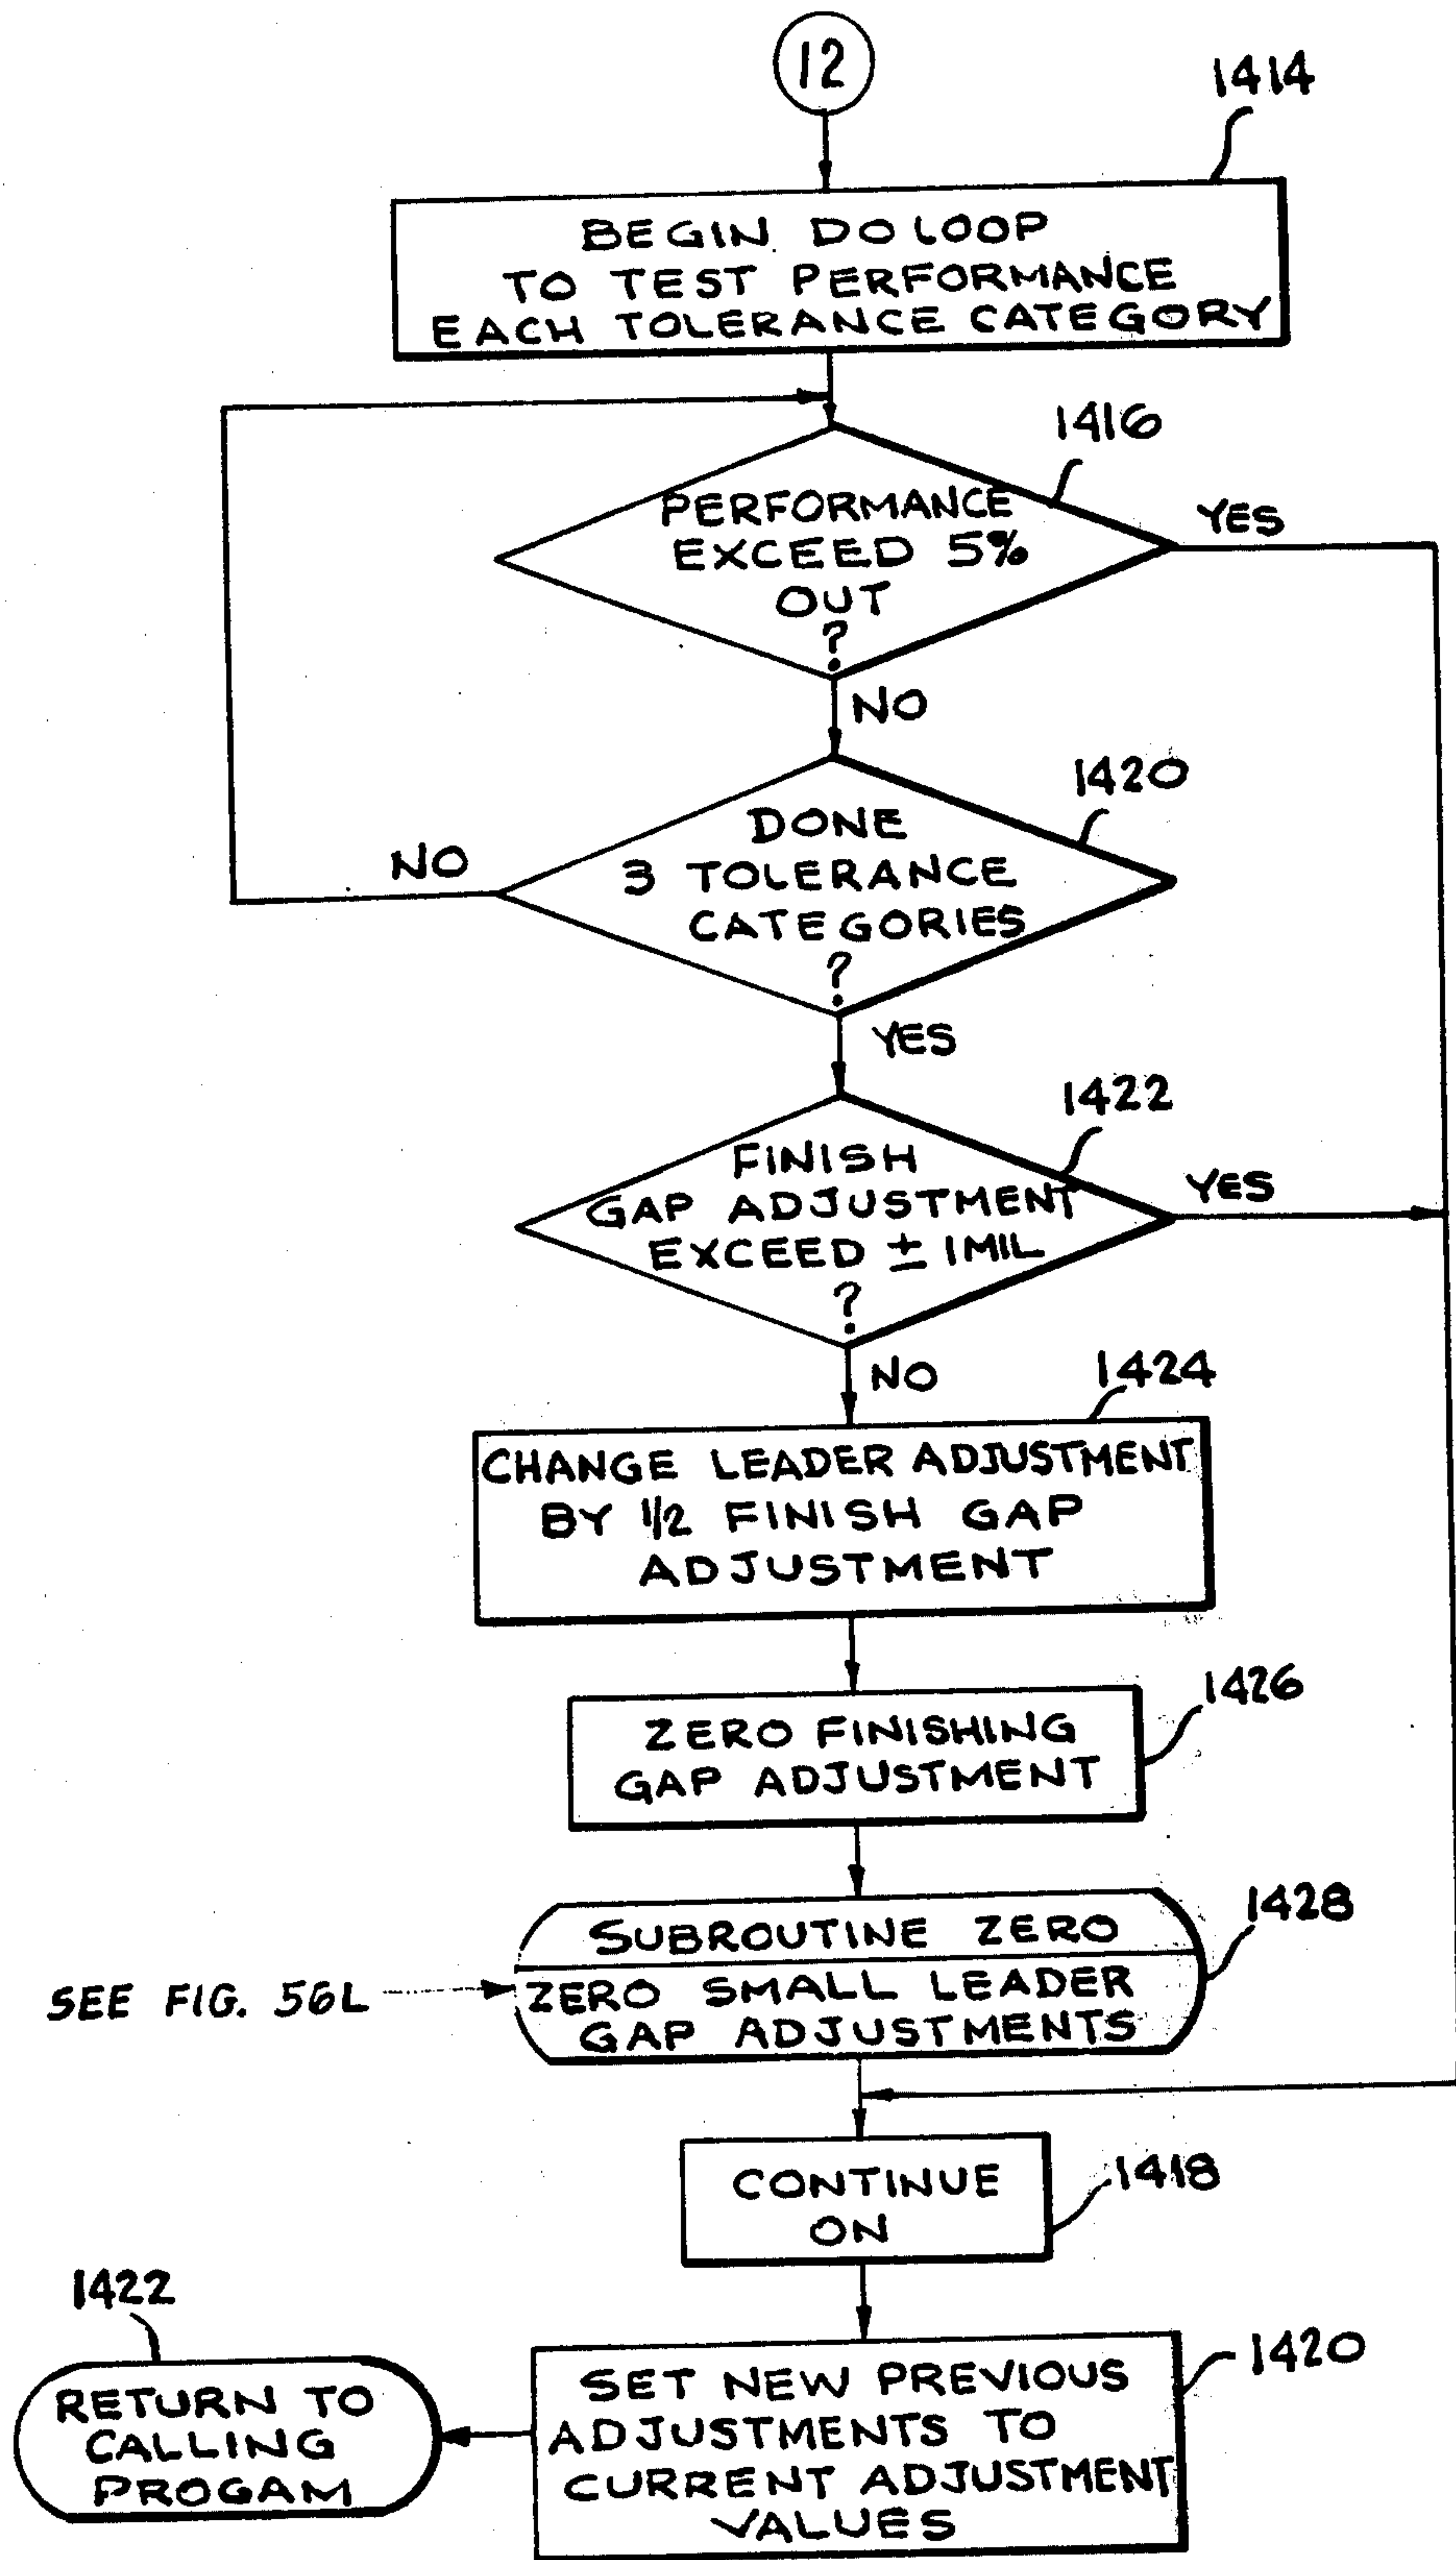 12
1414
BEGIN DO LOOP
TO TEST PERFORMANCE
EACH TOLERANCE CATEGORY
1416
PERFORMANCE
EXCEED 5%
OUT
?
YES
NO
1420
DONE
3 TOLERANCE
CATEGORIES
?
NO
YES
1422
FINISH
GAP ADJUSTMENT
EXCEED ± 1MIL
?
YES
NO
1424
CHANGE LEADER ADJUSTMENT
BY 1/2 FINISH GAP
ADJUSTMENT
1426
ZERO FINISHING
GAP ADJUSTMENT
1428
SUBROUTINE ZERO
SEE FIG. 56L
ZERO SMALL LEADER
GAP ADJUSTMENTS
CONTINUE
ON
1418
1422
RETURN TO
CALLING
PROGAM
1420
SET NEW PREVIOUS
ADJUSTMENTS TO
CURRENT ADJUSTMENT
VALUES